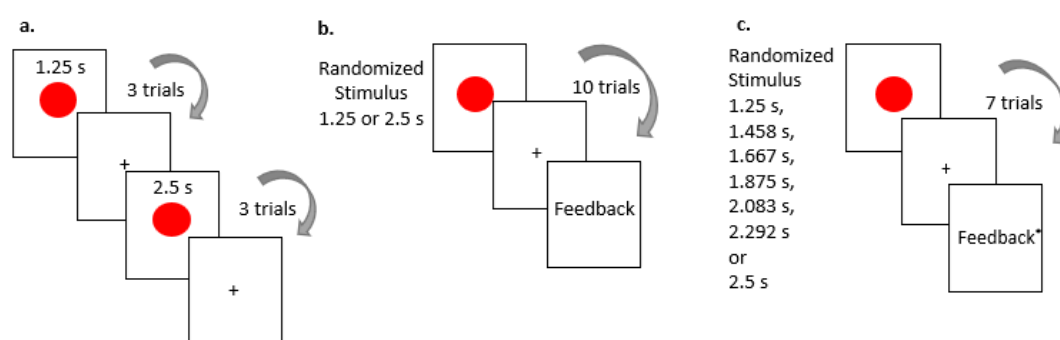 a.
1.25 s
3 trials
+
2.5 s
3 trials
+
b.
Randomized
Stimulus
1.25 or 2.5 s
10 trials
+
Feedback
c.
Randomized
Stimulus
1.25 s,
1.458 s,
1.667 s,
1.875 s,
2.083 s,
2.292 s
or
2.5 s
7 trials
+
Feedback*